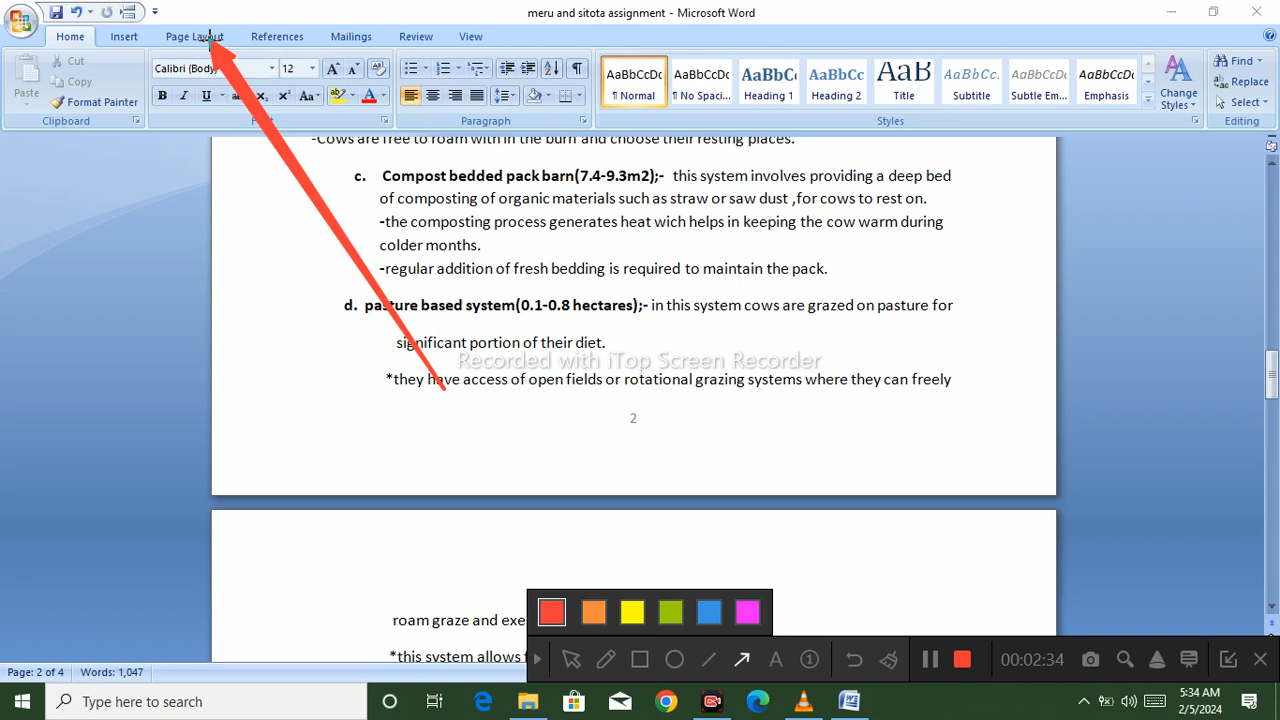 meru and sitota assignment - Microsoft Word
Home Insert Page Layout References Mailings Review View
Cut
Copy
Format Painter
Paste
Clipboard
Calibri (Body) 12
B I U abc x₂ x² Aa
Paragraph
AaBbCcDc AaBbCcDc AaBbCc AaBbCc AaB AaBbCc. AaBbCcDc AaBbCcDc
¶ Normal ¶ No Spaci... Heading 1 Heading 2 Title Subtitle Subtle Em... Emphasis
Change Styles
Styles
Find
Replace
Select
Editing
-Cows are free to roam with in the burn and choose their resting places.
c. Compost bedded pack barn(7.4-9.3m2);- this system involves providing a deep bed
of composting of organic materials such as straw or saw dust ,for cows to rest on.
-the composting process generates heat wich helps in keeping the cow warm during
colder months.
-regular addition of fresh bedding is required to maintain the pack.
d. pasture based system(0.1-0.8 hectares);- in this system cows are grazed on pasture for
significant portion of their diet.
Recorded with iTop Screen Recorder
*they have access of open fields or rotational grazing systems where they can freely
2
roam graze and exe
*this system allows f
00:02:34
Page: 2 of 4 Words: 1,047
Type here to search
5:34 AM
2/5/2024